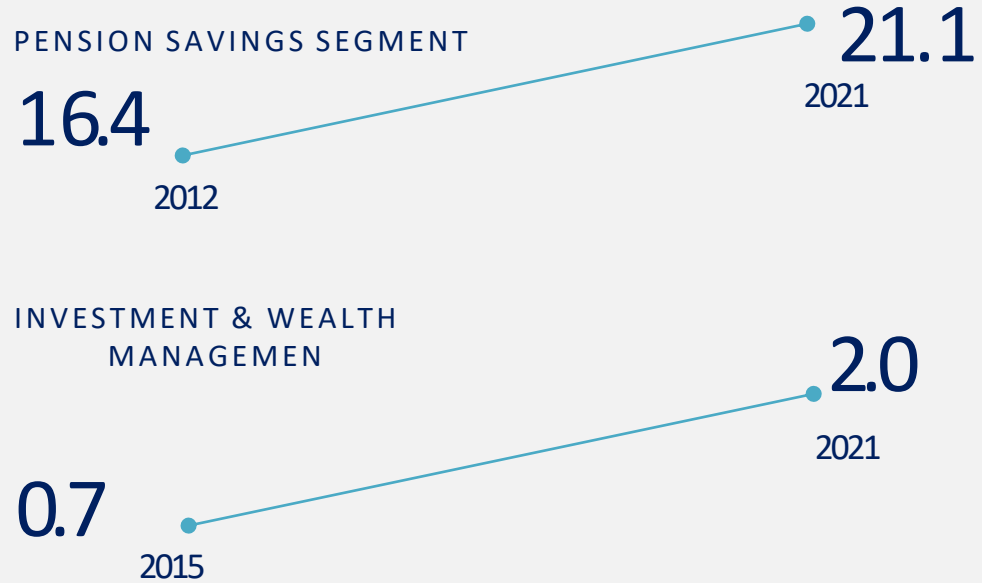 PENSION SAVINGS SEGMENT
16.4
2012
21.1
2021
INVESTMENT & WEALTH
MANAGEMEN
0.7
2015
2.0
2021